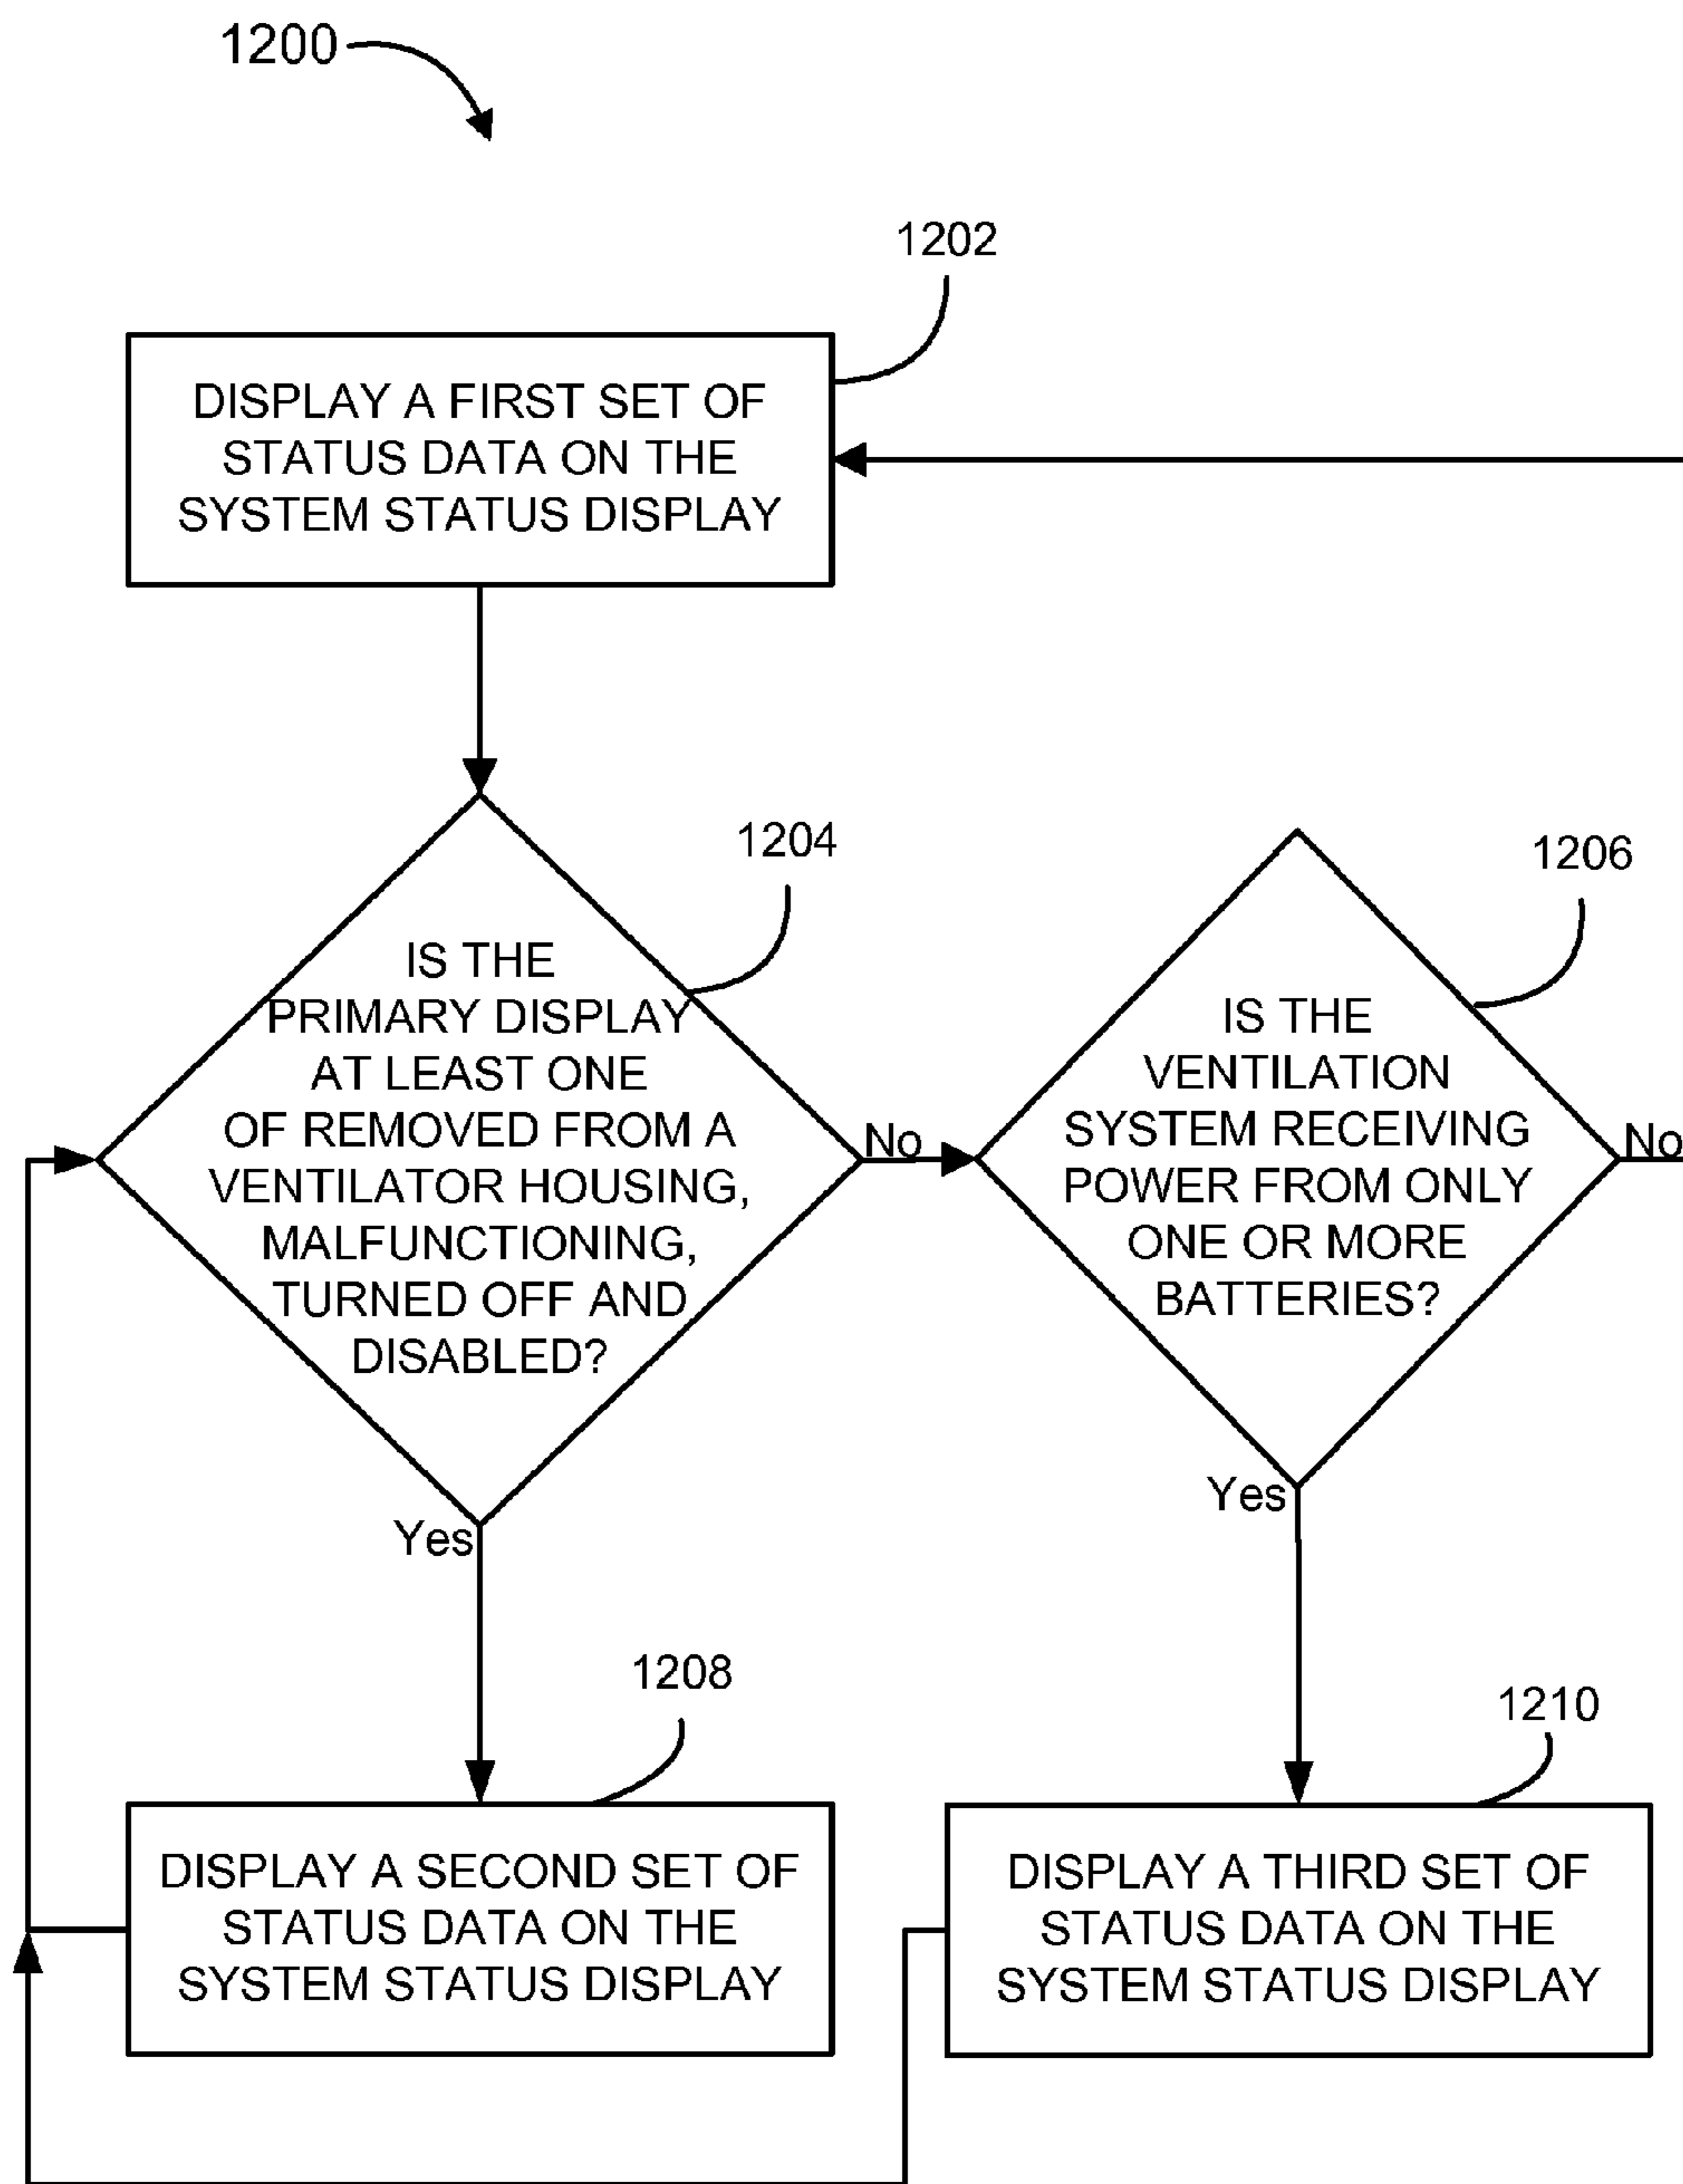 1200
1202
DISPLAY A FIRST SET OF
STATUS DATA ON THE
SYSTEM STATUS DISPLAY
1204
IS THE
PRIMARY DISPLAY
AT LEAST ONE
OF REMOVED FROM A
VENTILATOR HOUSING,
MALFUNCTIONING,
TURNED OFF AND
DISABLED?
No
Yes
1206
IS THE
VENTILATION
SYSTEM RECEIVING
POWER FROM ONLY
ONE OR MORE
BATTERIES?
No
Yes
1208
DISPLAY A SECOND SET OF
STATUS DATA ON THE
SYSTEM STATUS DISPLAY
1210
DISPLAY A THIRD SET OF
STATUS DATA ON THE
SYSTEM STATUS DISPLAY